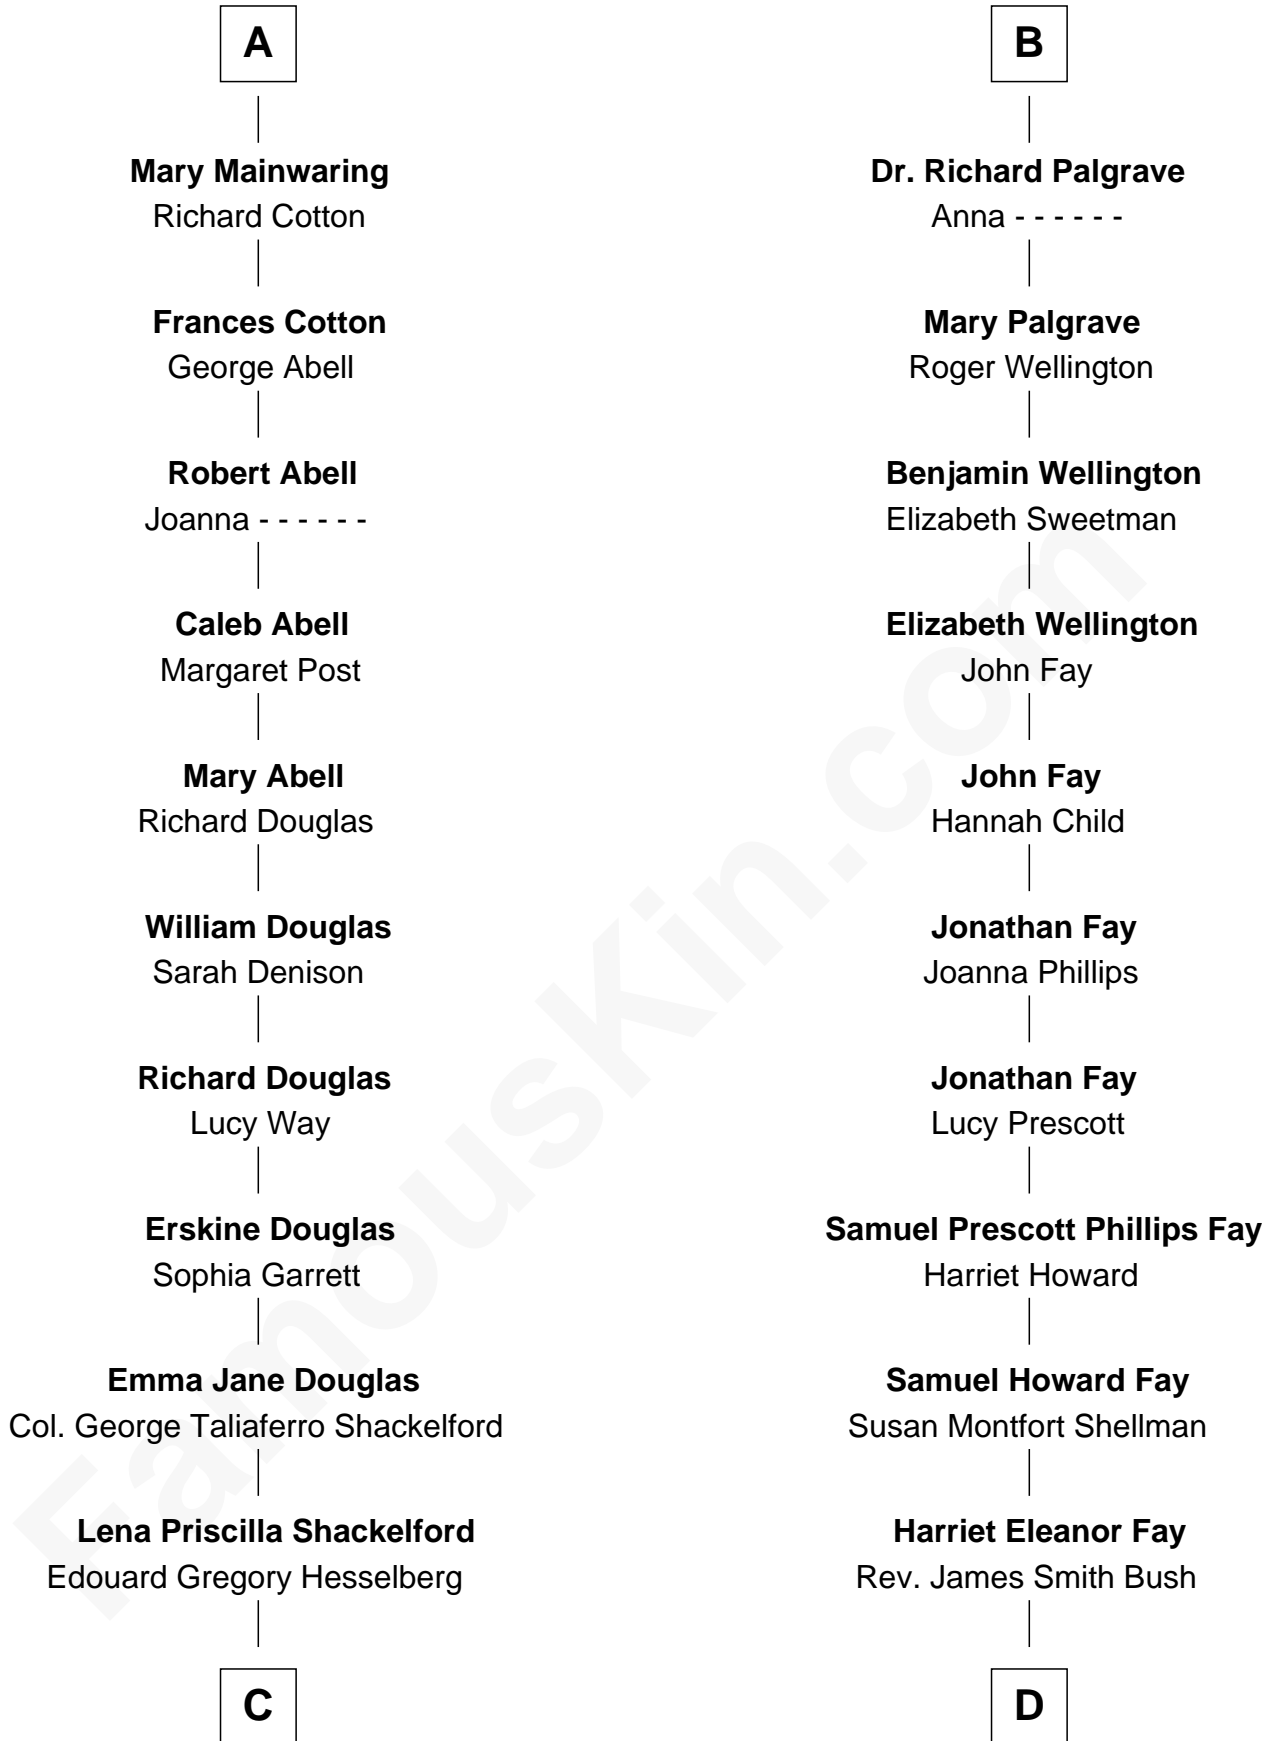 A
Mary Mainwaring
Richard Cotton
Frances Cotton
George Abell
Robert Abell
Joanna - - - - - -
Caleb Abell
Margaret Post
Mary Abell
Richard Douglas
William Douglas
Sarah Denison
Richard Douglas
Lucy Way
Erskine Douglas
Sophia Garrett
Emma Jane Douglas
Col. George Taliaferro Shackelford
Lena Priscilla Shackelford
Edouard Gregory Hesselberg
C
B
Dr. Richard Palgrave
Anna - - - - - -
Mary Palgrave
Roger Wellington
Benjamin Wellington
Elizabeth Sweetman
Elizabeth Wellington
John Fay
John Fay
Hannah Child
Jonathan Fay
Joanna Phillips
Jonathan Fay
Lucy Prescott
Samuel Prescott Phillips Fay
Harriet Howard
Samuel Howard Fay
Susan Montfort Shellman
Harriet Eleanor Fay
Rev. James Smith Bush
D
FamousKin.com